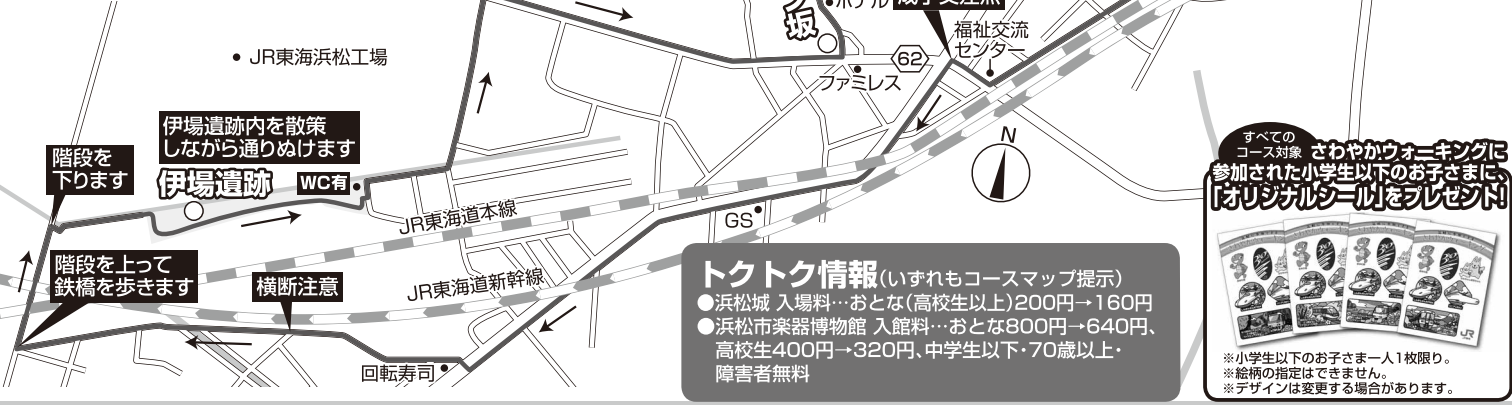 坂
ホテル
福祉交流
センター
62
ファミレス
JR東海浜松工場
伊場遺跡内を散策
しながら通りぬけます
階段を
下ります
伊場遺跡
WC有
N
JR東海道本線
GS
階段を上って
鉄橋を歩きます
横断注意
JR東海道新幹線
回転寿司
トクトク情報(いずれもコースマップ提示)
●浜松城 入場料…おとな(高校生以上)200円→160円
●浜松市楽器博物館 入館料…おとな800円→640円、
高校生400円→320円、中学生以下・70歳以上・
障害者無料
すべての
コース対象
さわやかウォーキングに
参加された小学生以下のお子さまに、
「オリジナルシール」をプレゼント!
※小学生以下のお子さま一人1枚限り。
※絵柄の指定はできません。
※デザインは変更する場合があります。